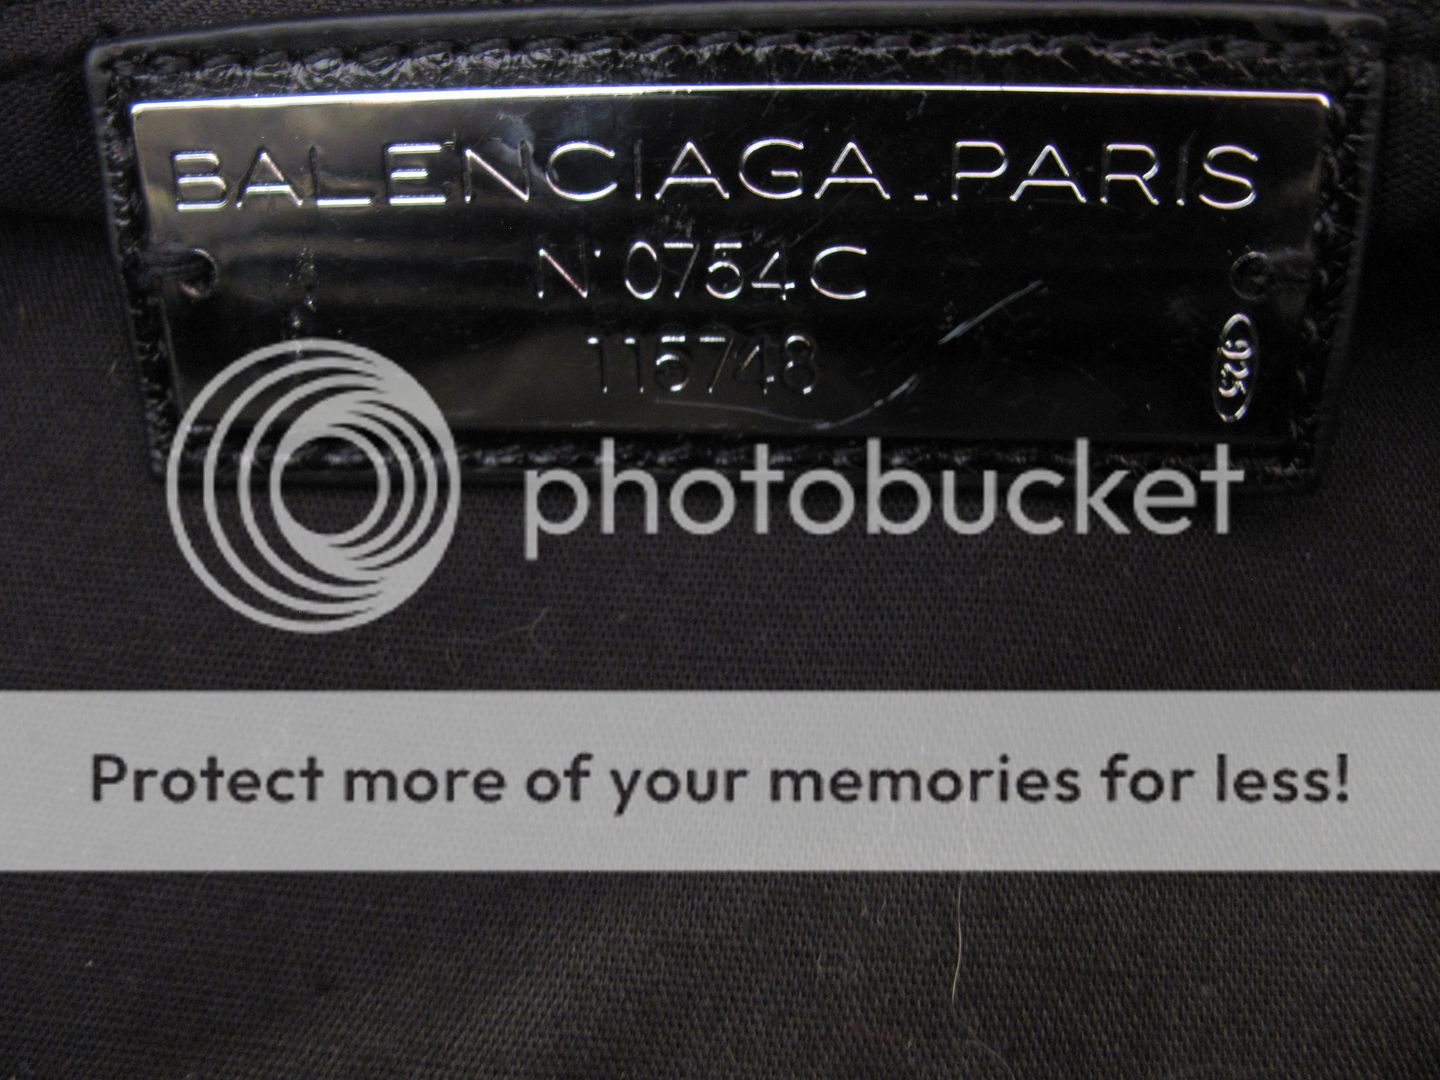 BALENCIAGA.PARIS
N°0754C
115748
925
photobucket
Protect more of your memories for less!